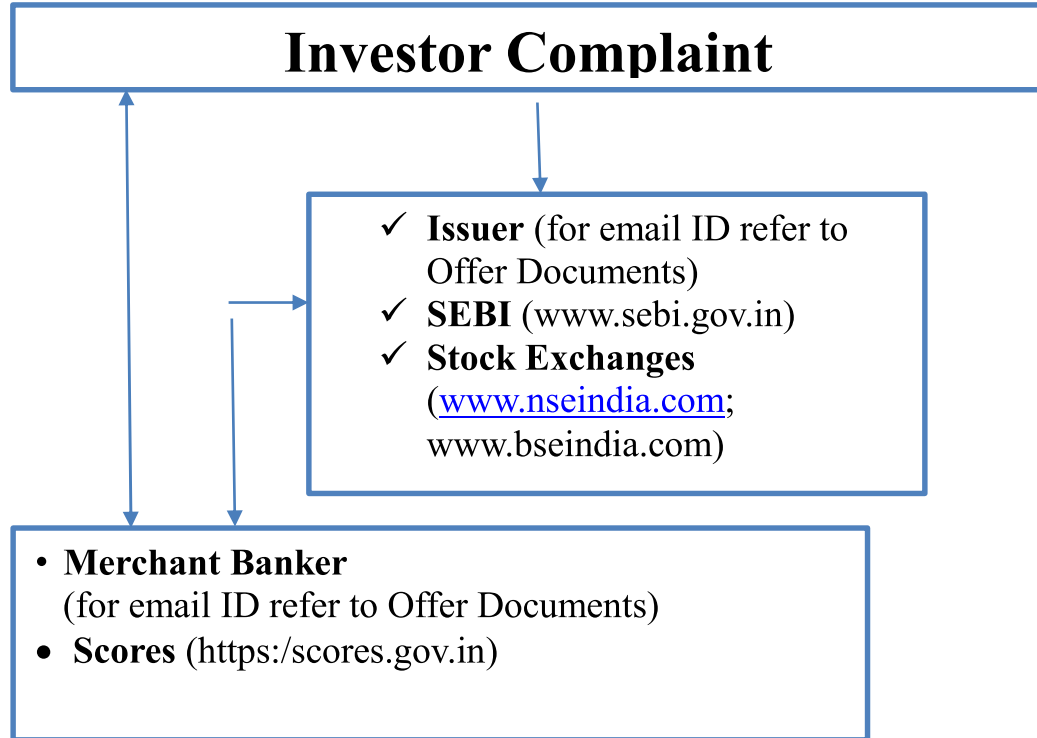 Investor Complaint
✓ Issuer (for email ID refer to
Offer Documents)
✓ SEBI (www.sebi.gov.in)
✓ Stock Exchanges
(www.nseindia.com;
www.bseindia.com)
• Merchant Banker
(for email ID refer to Offer Documents)
• Scores (https:/scores.gov.in)